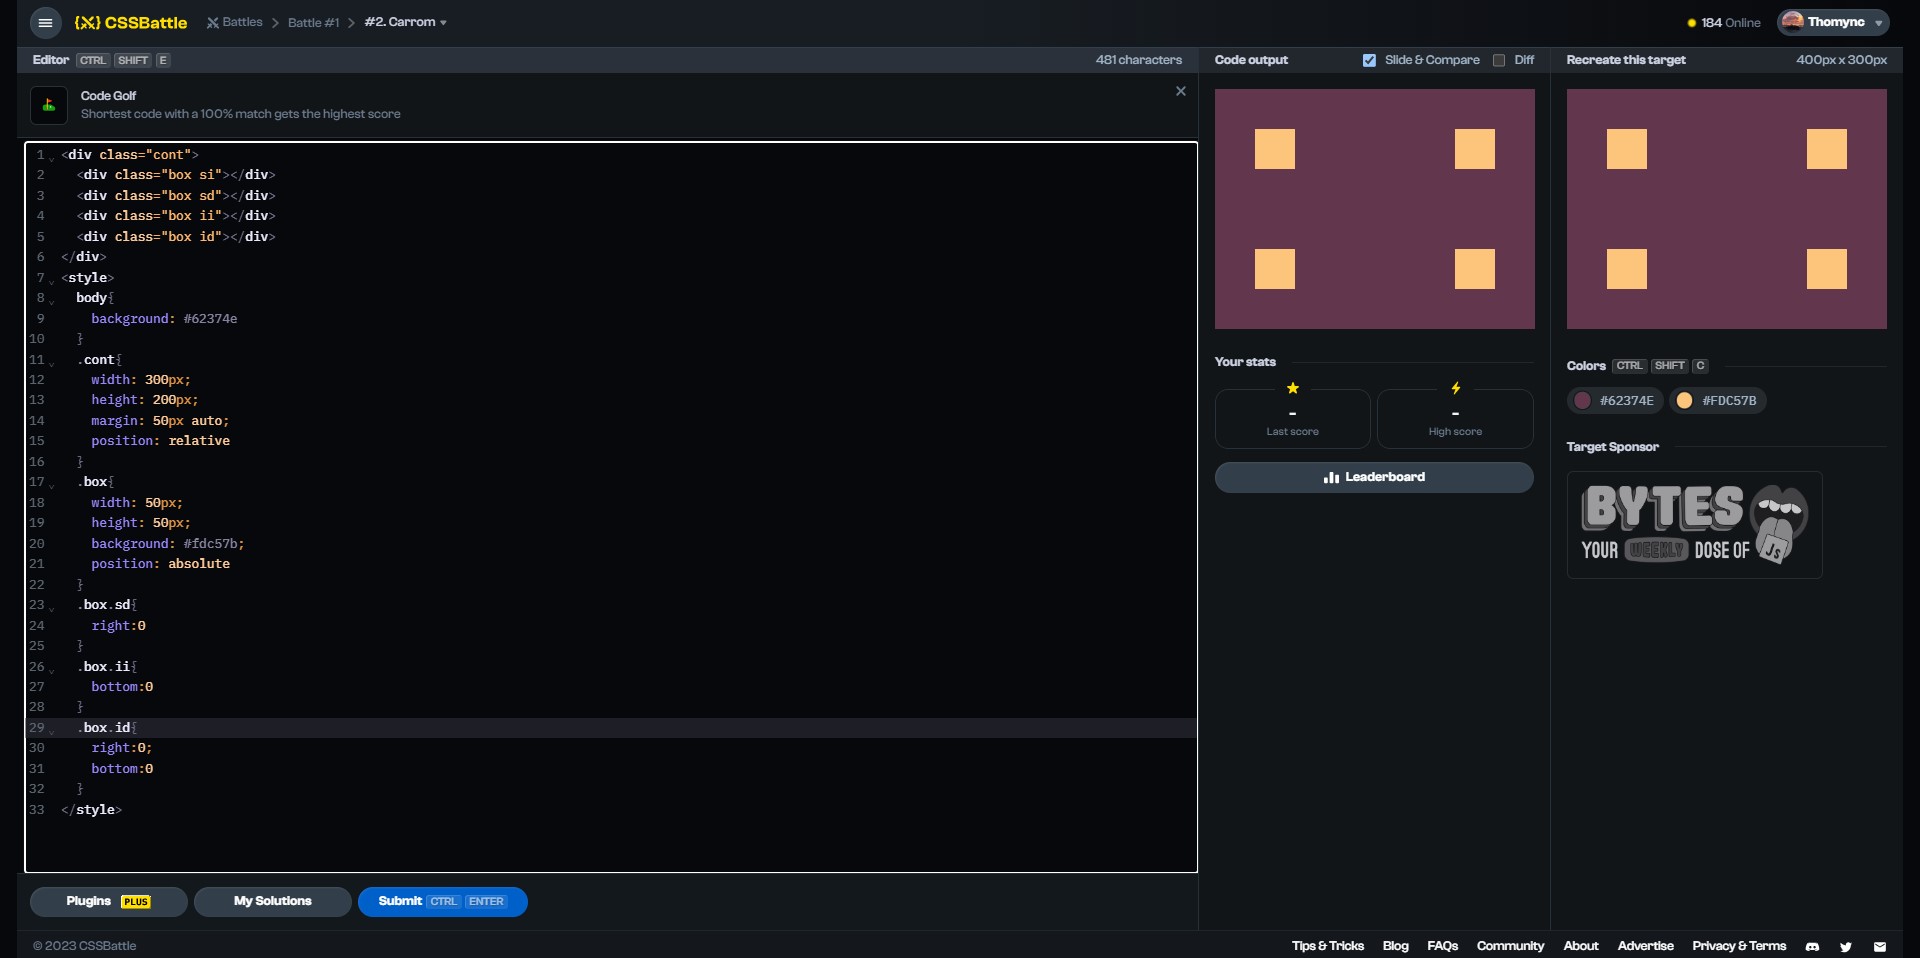 {X} CSSBattle
Battles
Battle #1
#2. Carrom
184 Online
Thomync
Editor CTRL SHIFT E
481 characters
Code Golf
Shortest code with a 100% match gets the highest score
1 <div class="cont">
2 <div class="box si"></div>
3 <div class="box sd"></div>
4 <div class="box ii"></div>
5 <div class="box id"></div>
6 </div>
7 <style>
8 body{
9 background: #62374e
10 }
11 .cont{
12 width: 300px;
13 height: 200px;
14 margin: 50px auto;
15 position: relative
16 }
17 .box{
18 width: 50px;
19 height: 50px;
20 background: #fdc57b;
21 position: absolute
22 }
23 .box.sd{
24 right:0
25 }
26 .box.ii{
27 bottom:0
28 }
29 .box.id{
30 right:0;
31 bottom:0
32 }
33 </style>
Plugins PLUS
My Solutions
Submit CTRL ENTER
Code output
Slide & Compare
Diff
Your stats
-
Last score
-
High score
Leaderboard
Recreate this target
400px x 300px
Colors CTRL SHIFT C
#62374E
#FDC57B
Target Sponsor
BYTES
YOUR WEEKLY DOSE OF JS
© 2023 CSSBattle
Tips & Tricks
Blog
FAQs
Community
About
Advertise
Privacy & Terms